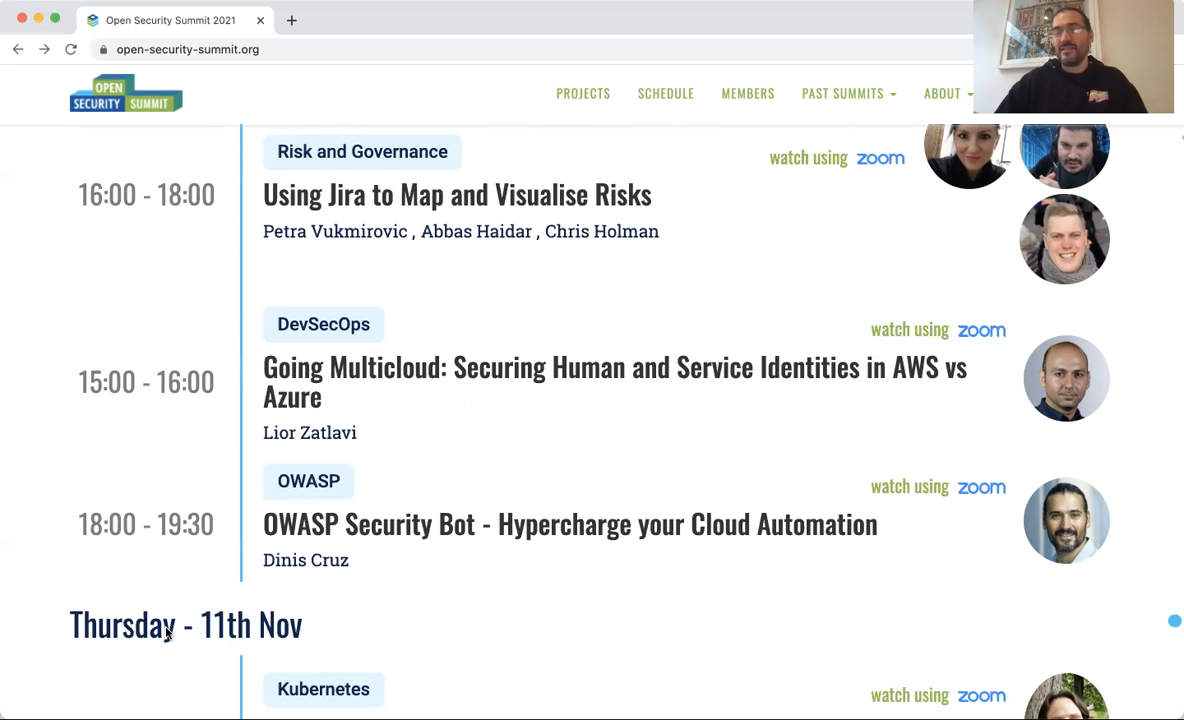 Open Security Summit 2021
open-security-summit.org
OPEN
SECURITY SUMMIT
PROJECTS SCHEDULE MEMBERS PAST SUMMITS ABOUT
Risk and Governance
watch using zoom
16:00 - 18:00
Using Jira to Map and Visualise Risks
Petra Vukmirovic , Abbas Haidar , Chris Holman
DevSecOps
watch using zoom
15:00 - 16:00
Going Multicloud: Securing Human and Service Identities in AWS vs
Azure
Lior Zatlavi
OWASP
watch using zoom
18:00 - 19:30
OWASP Security Bot - Hypercharge your Cloud Automation
Dinis Cruz
Thursday - 11th Nov
Kubernetes
watch using zoom